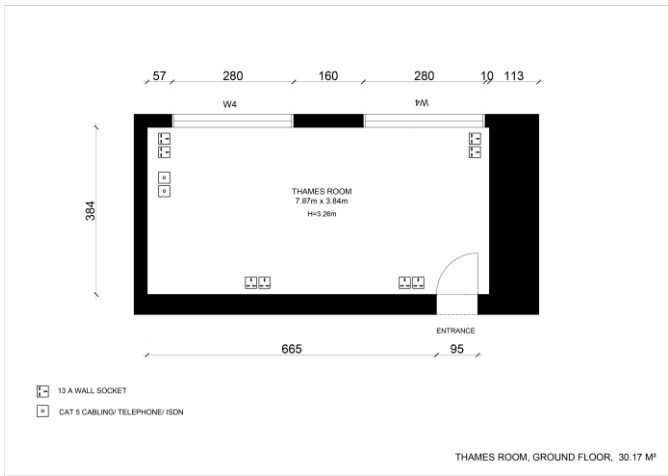 57 280 160 280 10 113
W4 W4
384
THAMES ROOM
7.87m x 3.84m
H=3.26m
ENTRANCE
665 95
13 A WALL SOCKET
CAT 5 CABLING/ TELEPHONE/ ISDN
THAMES ROOM, GROUND FLOOR, 30.17 M²